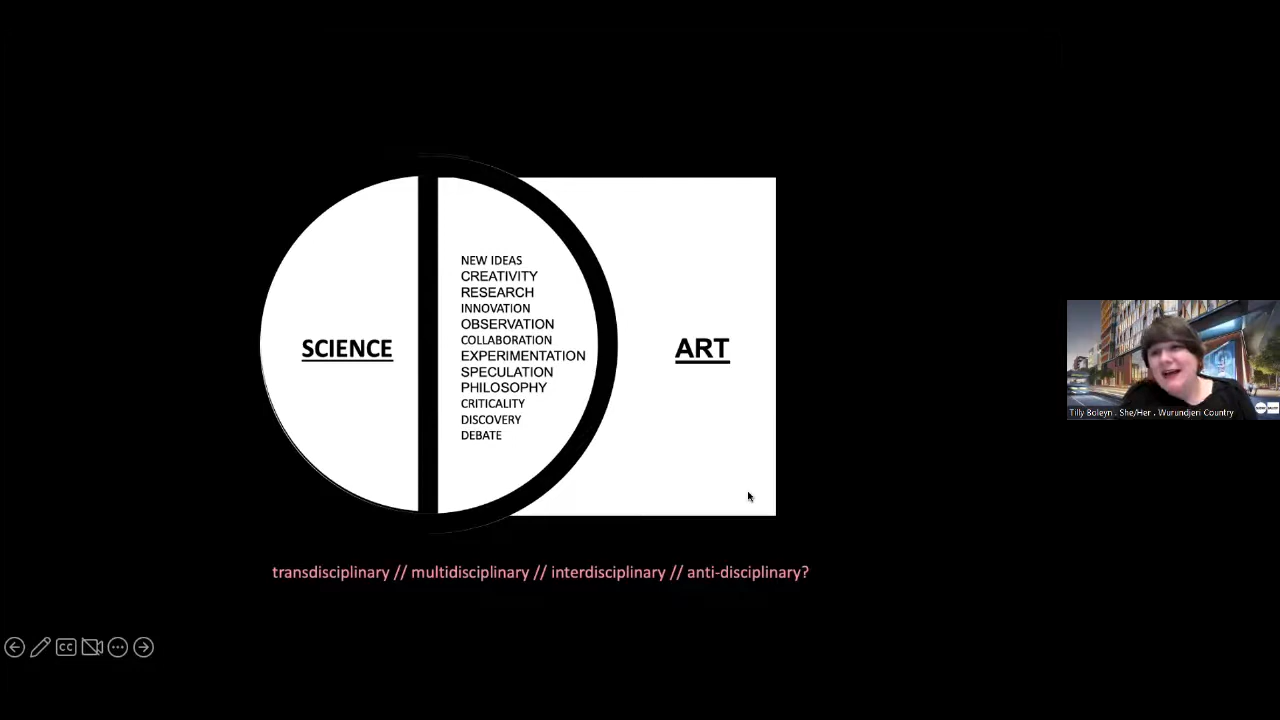 SCIENCE
NEW IDEAS
CREATIVITY
RESEARCH
INNOVATION
OBSERVATION
COLLABORATION
EXPERIMENTATION
SPECULATION
PHILOSOPHY
CRITICALITY
DISCOVERY
DEBATE
ART
transdisciplinary // multidisciplinary // interdisciplinary // anti-disciplinary?
Tilly Boleyn . She/Her . Wurundjeri Country
CC